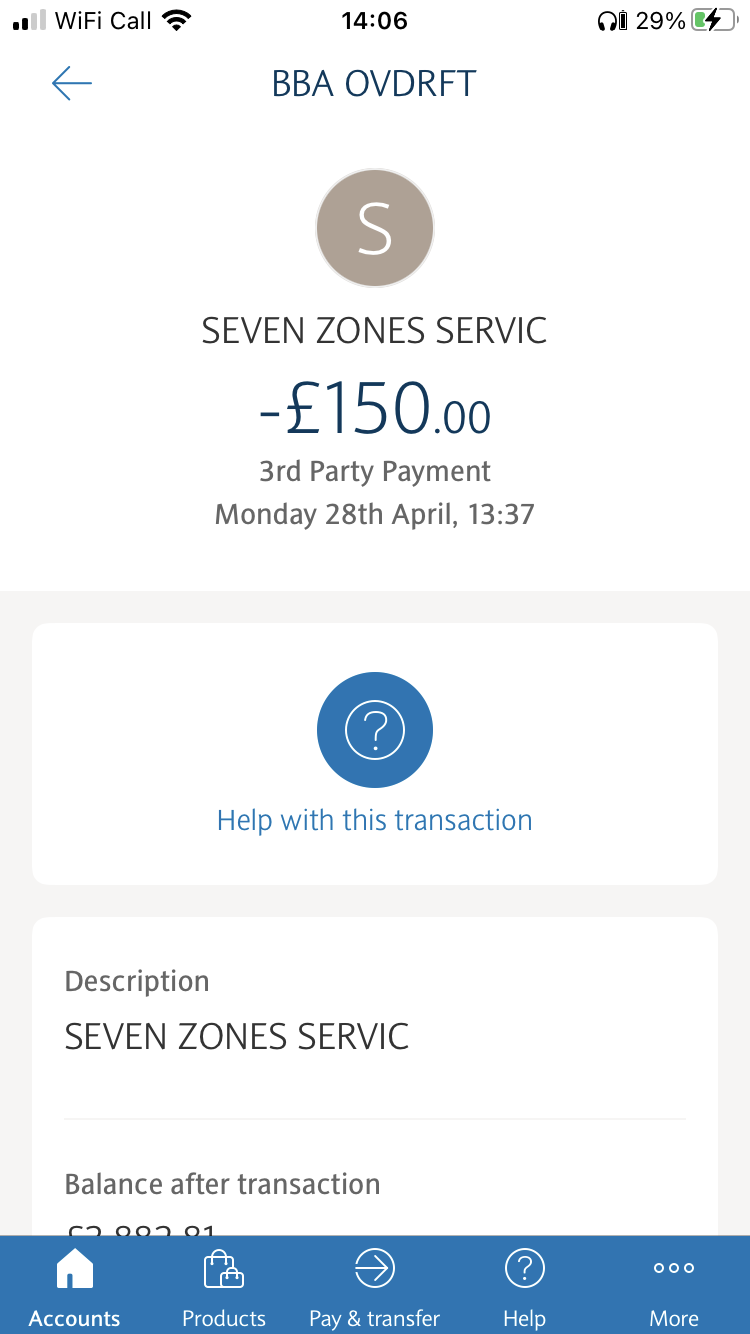 WiFi Call 14:06 29%
BBA OVDRFT
S
SEVEN ZONES SERVIC
-£150.00
3rd Party Payment
Monday 28th April, 13:37
?
Help with this transaction
Description
SEVEN ZONES SERVIC
Balance after transaction
Accounts Products Pay & transfer Help More